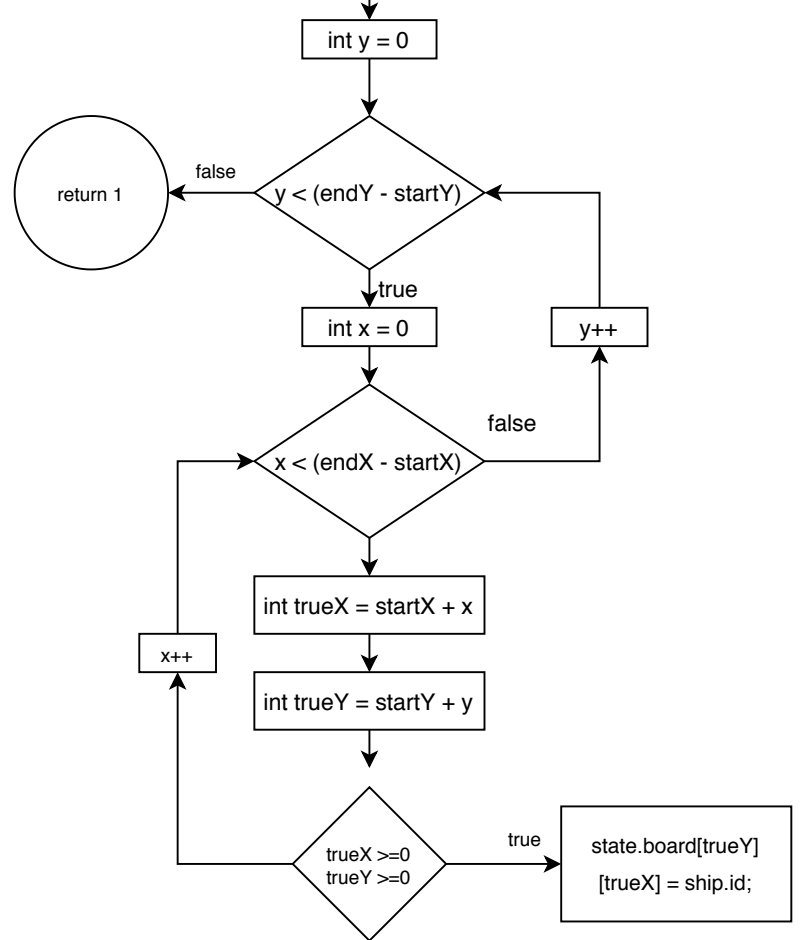 int y = 0
false
return 1
y < (endY - startY)
true
int x = 0
y++
false
x < (endX - startX)
int trueX = startX + x
x++
int trueY = startY + y
true
trueX >=0
trueY >=0
state.board[trueY]
[trueX] = ship.id;